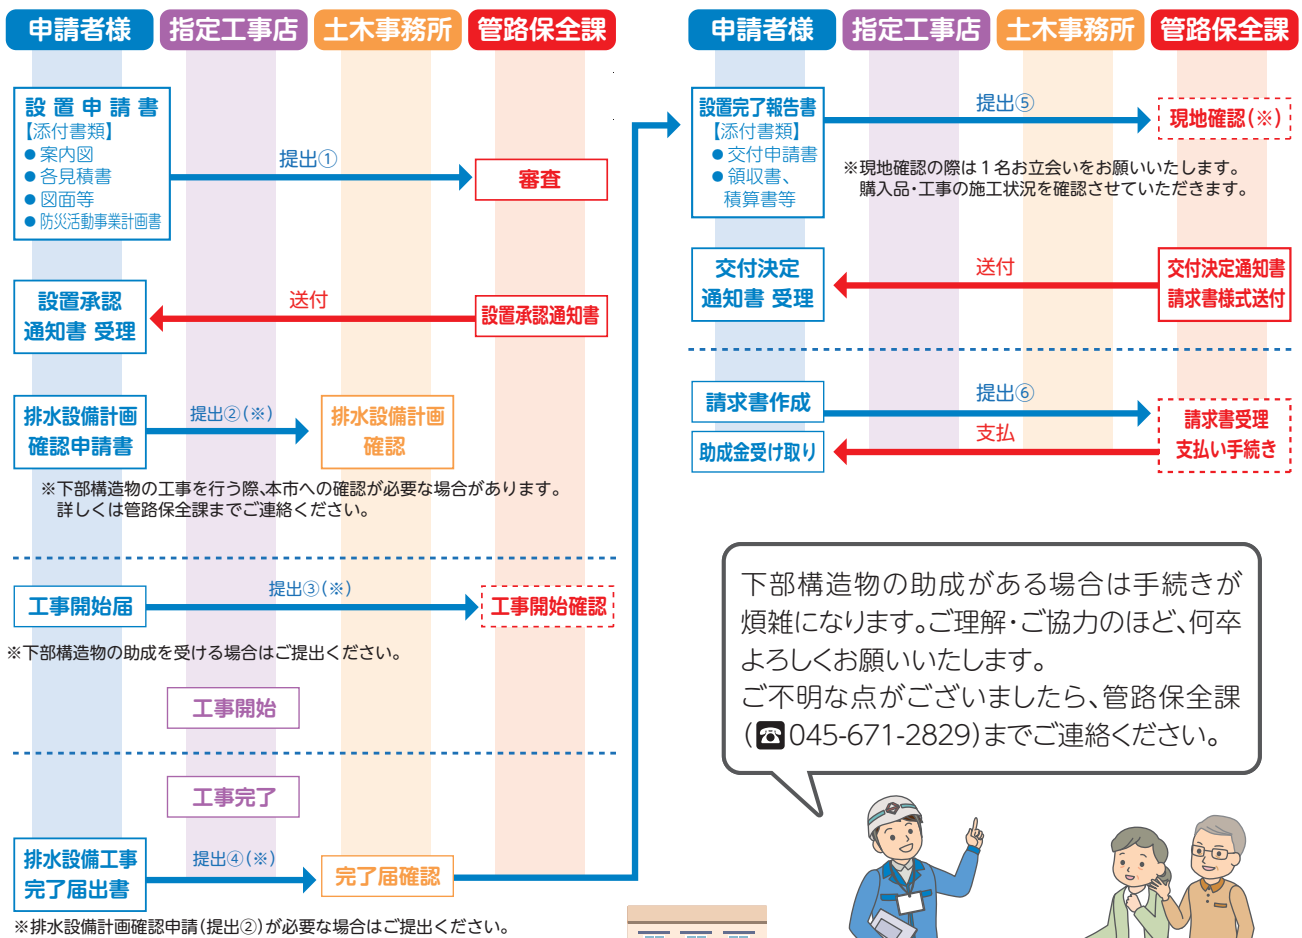 申請者様
指定工事店
土木事務所
管路保全課
設置申請書
【添付書類】
●案内図
●各見積書
●図面等
●防災活動事業計画書
提出①
審査
設置承認
通知書 受理
送付
設置承認通知書
排水設備計画
確認申請書
提出②(※)
排水設備計画
確認
※下部構造物の工事を行う際、本市への確認が必要な場合があります。
詳しくは管路保全課までご連絡ください。
工事開始届
提出③(※)
工事開始確認
※下部構造物の助成を受ける場合はご提出ください。
工事開始
工事完了
排水設備工事
完了届出書
提出④(※)
完了届確認
※排水設備計画確認申請(提出②)が必要な場合はご提出ください。
申請者様
指定工事店
土木事務所
管路保全課
設置完了報告書
【添付書類】
●交付申請書
●領収書、
積算書等
提出⑤
現地確認(※)
※現地確認の際は1名お立会いをお願いいたします。
購入品・工事の施工状況を確認させていただきます。
交付決定
通知書 受理
送付
交付決定通知書
請求書様式送付
請求書作成
提出⑥
請求書受理
支払い手続き
助成金受け取り
支払
下部構造物の助成がある場合は手続きが
煩雑になります。ご理解・ご協力のほど、何卒
よろしくお願いいたします。
ご不明な点がございましたら、管路保全課
(☎045-671-2829)までご連絡ください。